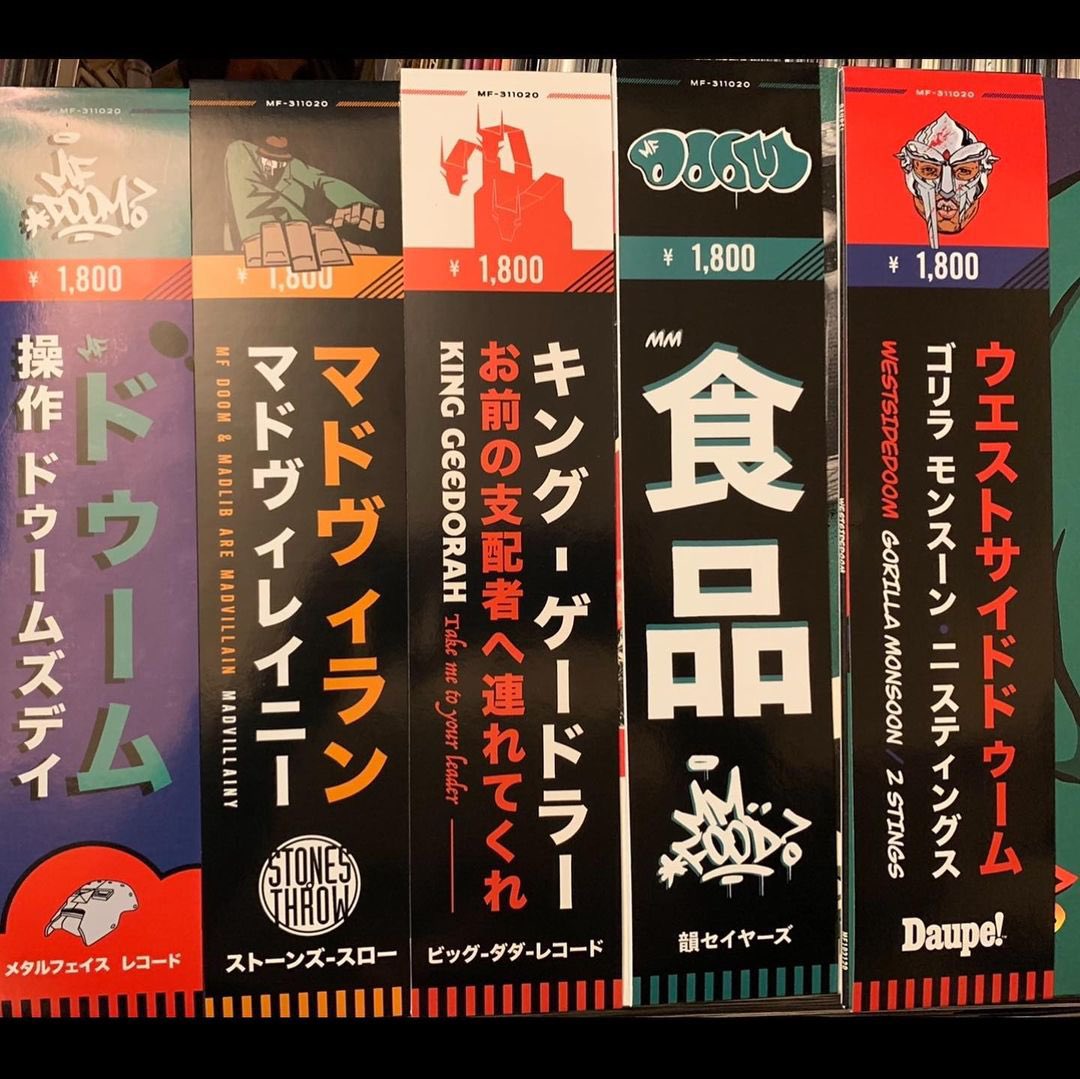 MF-311020
MF
DOOM
¥ 1,800
MF
ドゥーム
操作 ドゥームズデイ
メタルフェイス レコード
MF-311020
¥ 1,800
マドヴィラン
マドヴィレイニー
MF DOOM & MADLIB ARE MADVILLAIN MADVILLAINY
STONES
THROW
ストーンズ-スロー
MF-311020
¥ 1,800
キング-ゲードラー
お前の支配者へ連れてくれ
KING GEEDORAH Take me to your leader
ビッグ-ダダ-レコード
MF-311020
MF DOOM
¥ 1,800
MM
食品
MM..
FOOD
韻セイヤーズ
WESTSIDEDOOM
MF-311020
¥ 1,800
ウエストサイドドゥーム
ゴリラ モンスーン・ニスティングス
WESTSIDEDOOM GORILLA MONSOON / 2 STINGS
Daupe!